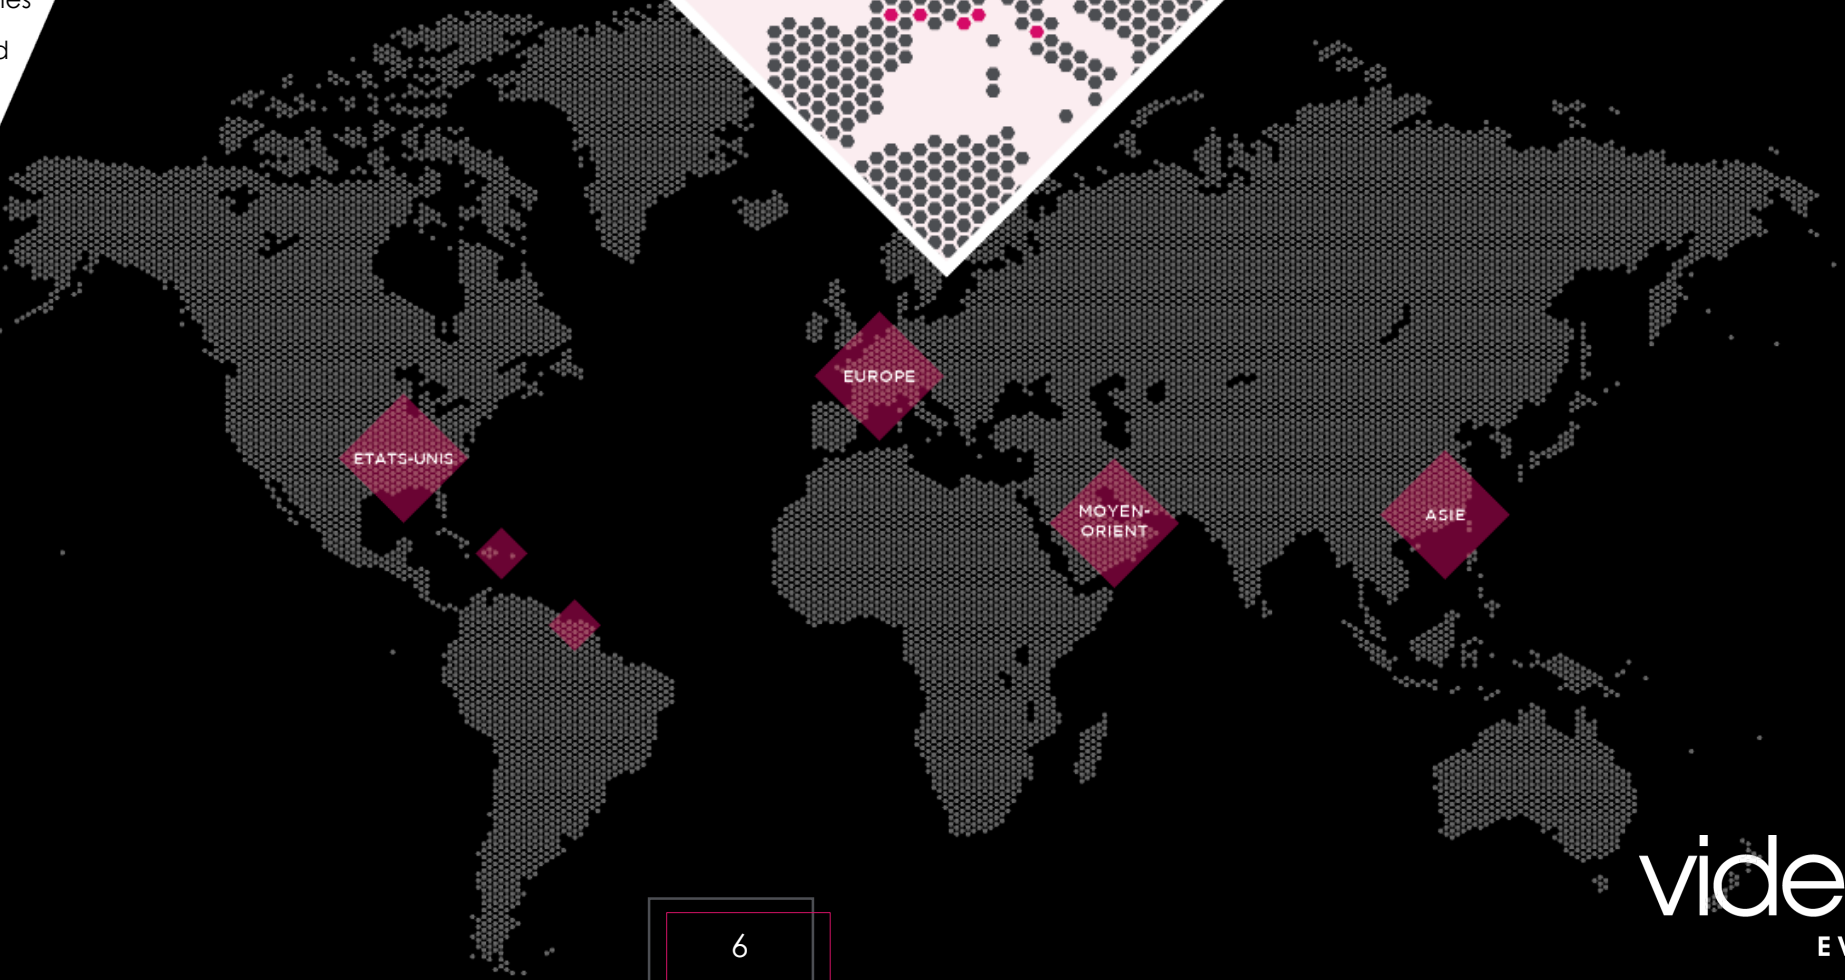 d
EUROPE
ETATS-UNIS
MOYEN-
ORIENT
ASIE
vide
6